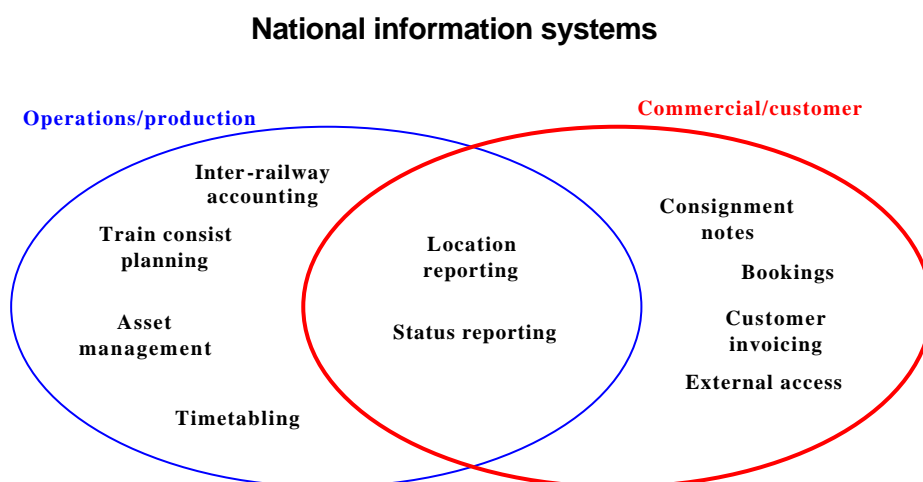 National information systems
Operations/production
Commercial/customer
Inter-railway
accounting
Train consist
planning
Asset
management
Timetabling
Location
reporting
Status reporting
Consignment
notes
Bookings
Customer
invoicing
External access